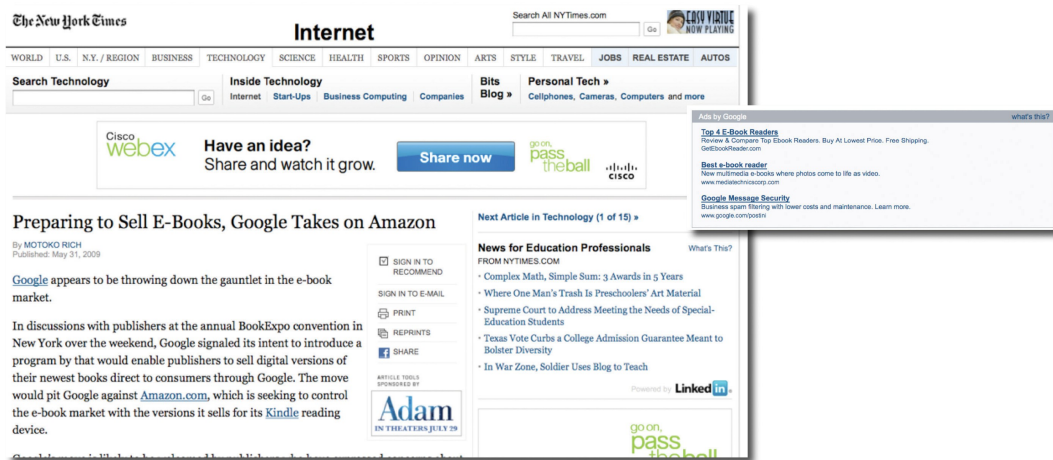 The New York Times
Internet
Search All NYTimes.com
Go
EASY VIRTUE
NOW PLAYING
WORLD U.S. N.Y. / REGION BUSINESS TECHNOLOGY SCIENCE HEALTH SPORTS OPINION ARTS STYLE TRAVEL JOBS REAL ESTATE AUTOS
Search Technology
Go
Inside Technology
Internet Start-Ups Business Computing Companies
Bits
Blog »
Personal Tech »
Cellphones, Cameras, Computers and more
Cisco
webex
Have an idea?
Share and watch it grow.
Share now
go on,
pass
the ball
CISCO
Ads by Google what's this?
Top 4 E-Book Readers
Review & Compare Top Ebook Readers. Buy At Lowest Price. Free Shipping.
GetEbookReader.com
Best e-book reader
New multimedia e-books where photos come to life as video.
www.mediatechnicscorp.com
Google Message Security
Business spam filtering with lower costs and maintenance. Learn more.
www.google.com/postini
Preparing to Sell E-Books, Google Takes on Amazon
By MOTOKO RICH
Published: May 31, 2009
Google appears to be throwing down the gauntlet in the e-book
market.
In discussions with publishers at the annual BookExpo convention in
New York over the weekend, Google signaled its intent to introduce a
program by that would enable publishers to sell digital versions of
their newest books direct to consumers through Google. The move
would pit Google against Amazon.com, which is seeking to control
the e-book market with the versions it sells for its Kindle reading
device.
SIGN IN TO
RECOMMEND
SIGN IN TO E-MAIL
PRINT
REPRINTS
SHARE
ARTICLE TOOLS
SPONSORED BY
Adam
IN THEATERS JULY 29
Next Article in Technology (1 of 15) »
News for Education Professionals What's This?
FROM NYTIMES.COM
• Complex Math, Simple Sum: 3 Awards in 5 Years
• Where One Man's Trash Is Preschoolers' Art Material
• Supreme Court to Address Meeting the Needs of Special-
Education Students
• Texas Vote Curbs a College Admission Guarantee Meant to
Bolster Diversity
• In War Zone, Soldier Uses Blog to Teach
Powered by Linked in
go on,
pass
the ball